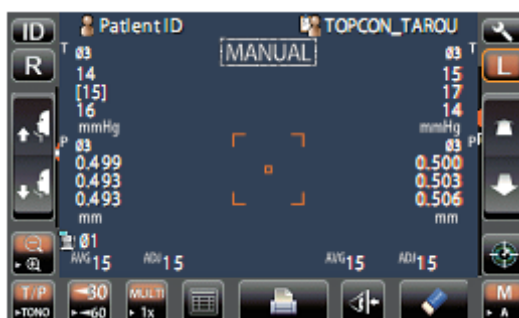 ID Patient ID TOPCON_TAROU
R T 03 MANUAL 03 T L
14 15
[15] 17
16 14
mmHg mmHg
P 03 03 P
0.499 0.500
0.493 0.503
0.493 0.506
mm mm
01
AVG15 ADJ15 AVG15 ADJ15
T/P 30 MULTI M
TONO 60 1x A